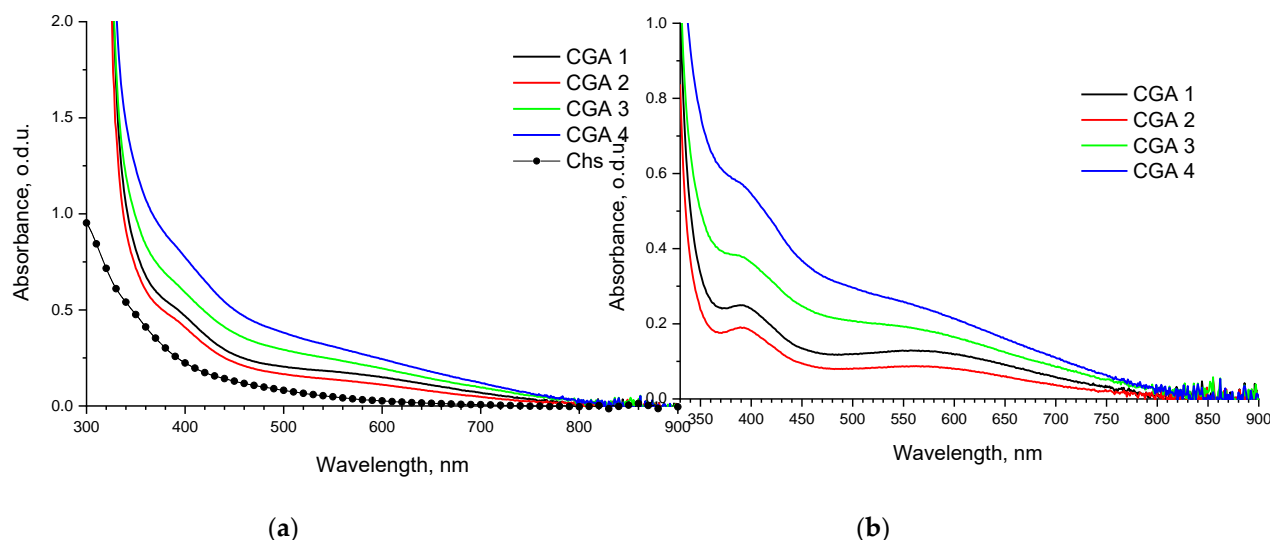 2.0
1.5
1.0
0.5
0.0
Absorbance, o.d.u.
CGA 1
CGA 2
CGA 3
CGA 4
Chs
300 400 500 600 700 800 900
Wavelength, nm
(a)
1.0
0.8
0.6
0.4
0.2
0.0
Absorbance, o.d.u.
CGA 1
CGA 2
CGA 3
CGA 4
350 400 450 500 550 600 650 700 750 800 850 900
Wavelength, nm
(b)